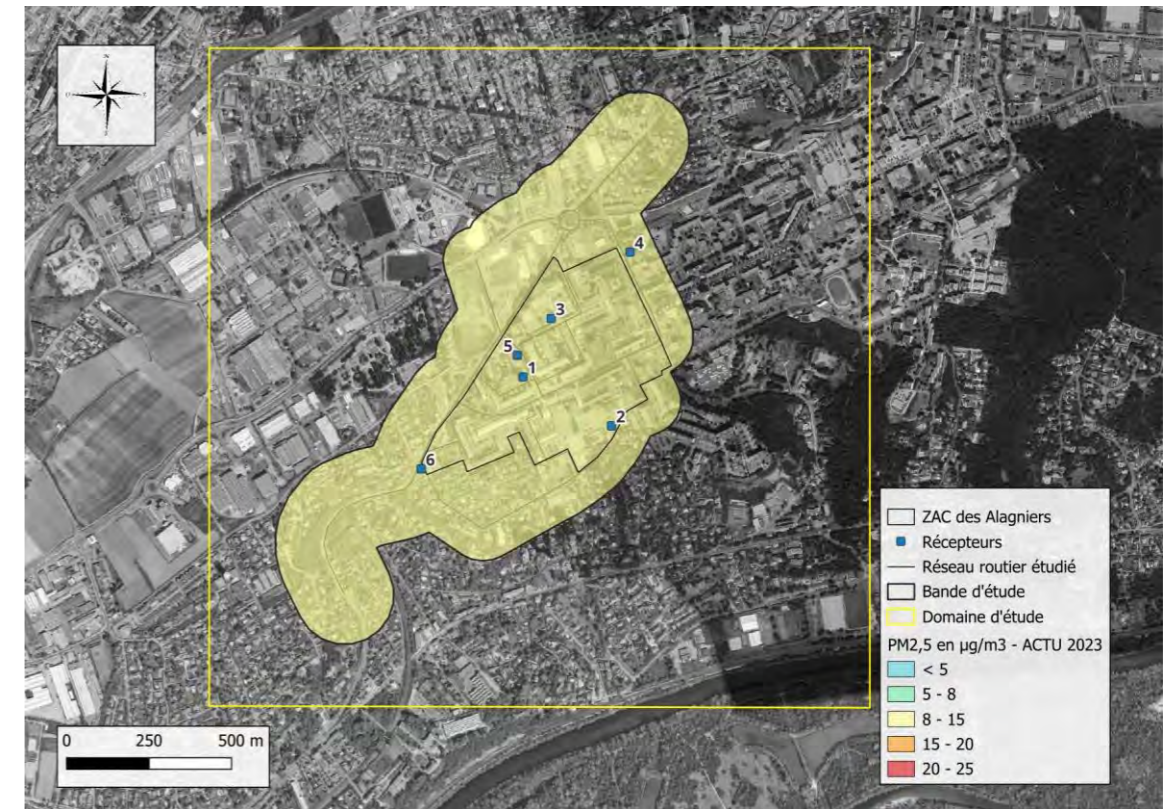 4
3
5
1
2
6
ZAC des Alagniers
Récepteurs
Réseau routier étudié
Bande d'étude
Domaine d'étude
PM2,5 en µg/m3 - ACTU 2023
< 5
5 - 8
8 - 15
15 - 20
20 - 25
0 250 500 m